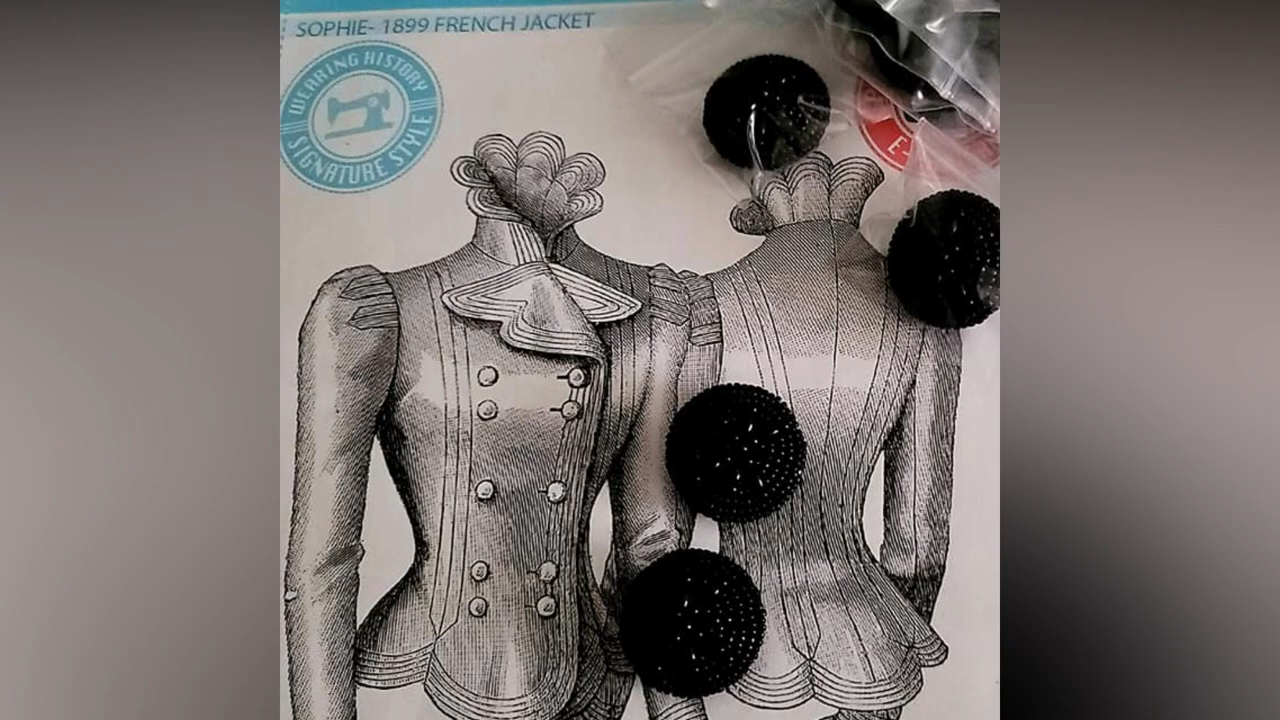 SOPHIE- 1899 FRENCH JACKET
WEARING HISTORY
SIGNATURE STYLE
E-